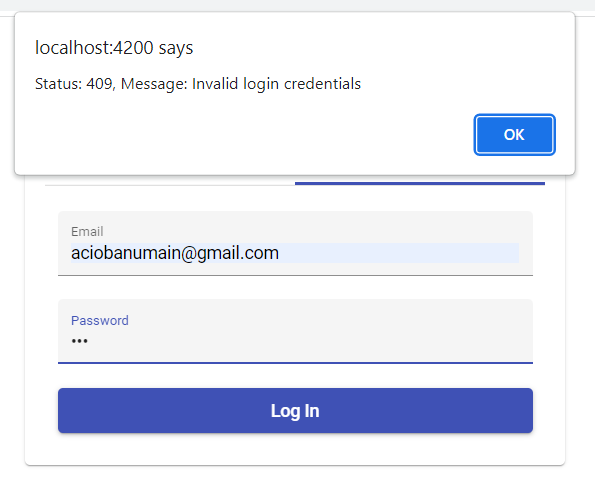 localhost:4200 says
Status: 409, Message: Invalid login credentials
OK
Email
aciobanumain@gmail.com
Password
•••
Log In